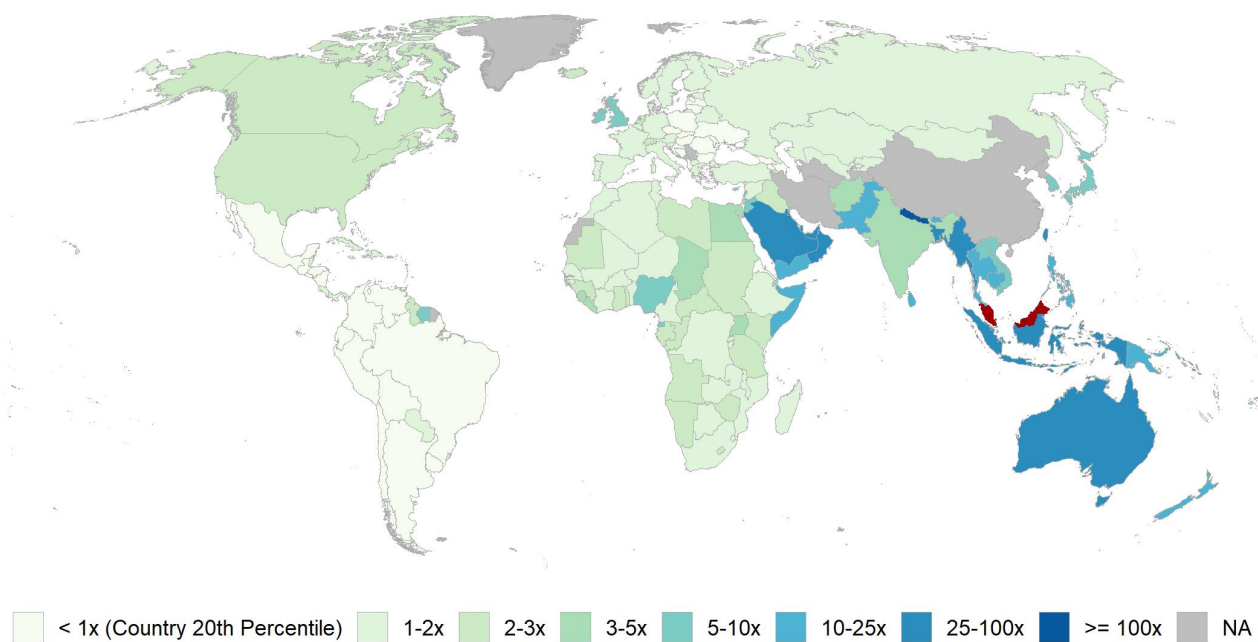 < 1x (Country 20th Percentile) 1-2x 2-3x 3-5x 5-10x 10-25x 25-100x >= 100x NA